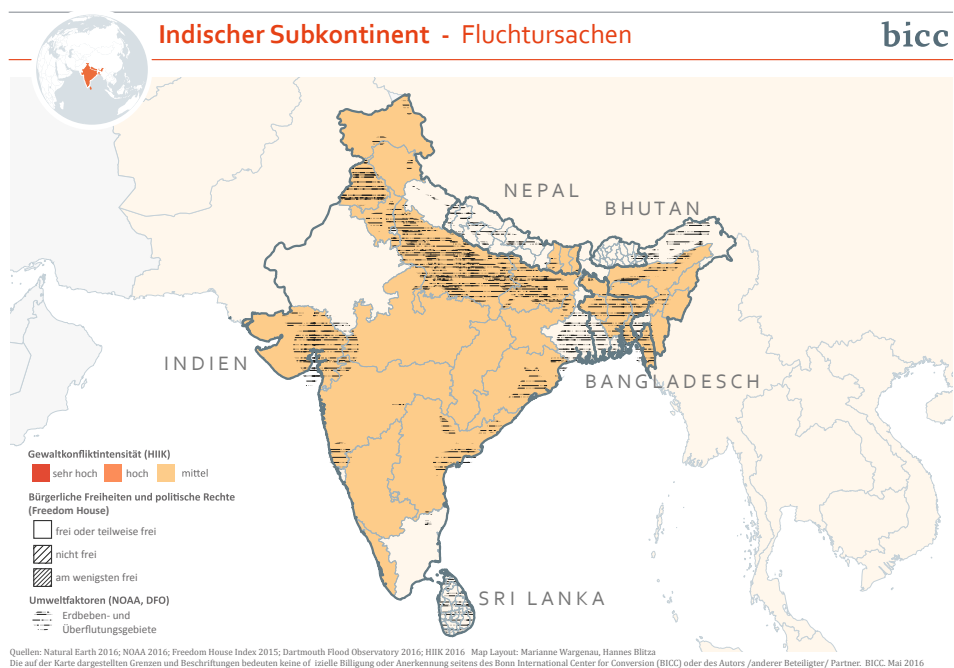 Indischer Subkontinent - Fluchtursachen
bicc
NEPAL
BHUTAN
INDIEN
BANGLADESCH
SRI LANKA
Gewaltkonfliktintensität (HIIK)
sehr hoch hoch mittel
Bürgerliche Freiheiten und politische Rechte
(Freedom House)
frei oder teilweise frei
nicht frei
am wenigsten frei
Umweltfaktoren (NOAA, DFO)
Erdbeben- und
Überflutungsgebiete
Quellen: Natural Earth 2016; NOAA 2016; Freedom House Index 2015; Dartmouth Flood Observatory 2016; HIIK 2016 Map Layout: Marianne Wargenau, Hannes Blitza
Die auf der Karte dargestellten Grenzen und Beschriftungen bedeuten keine of izielle Billigung oder Anerkennung seitens des Bonn International Center for Conversion (BICC) oder des Autors /anderer Beteiligter/ Partner. BICC. Mai 2016